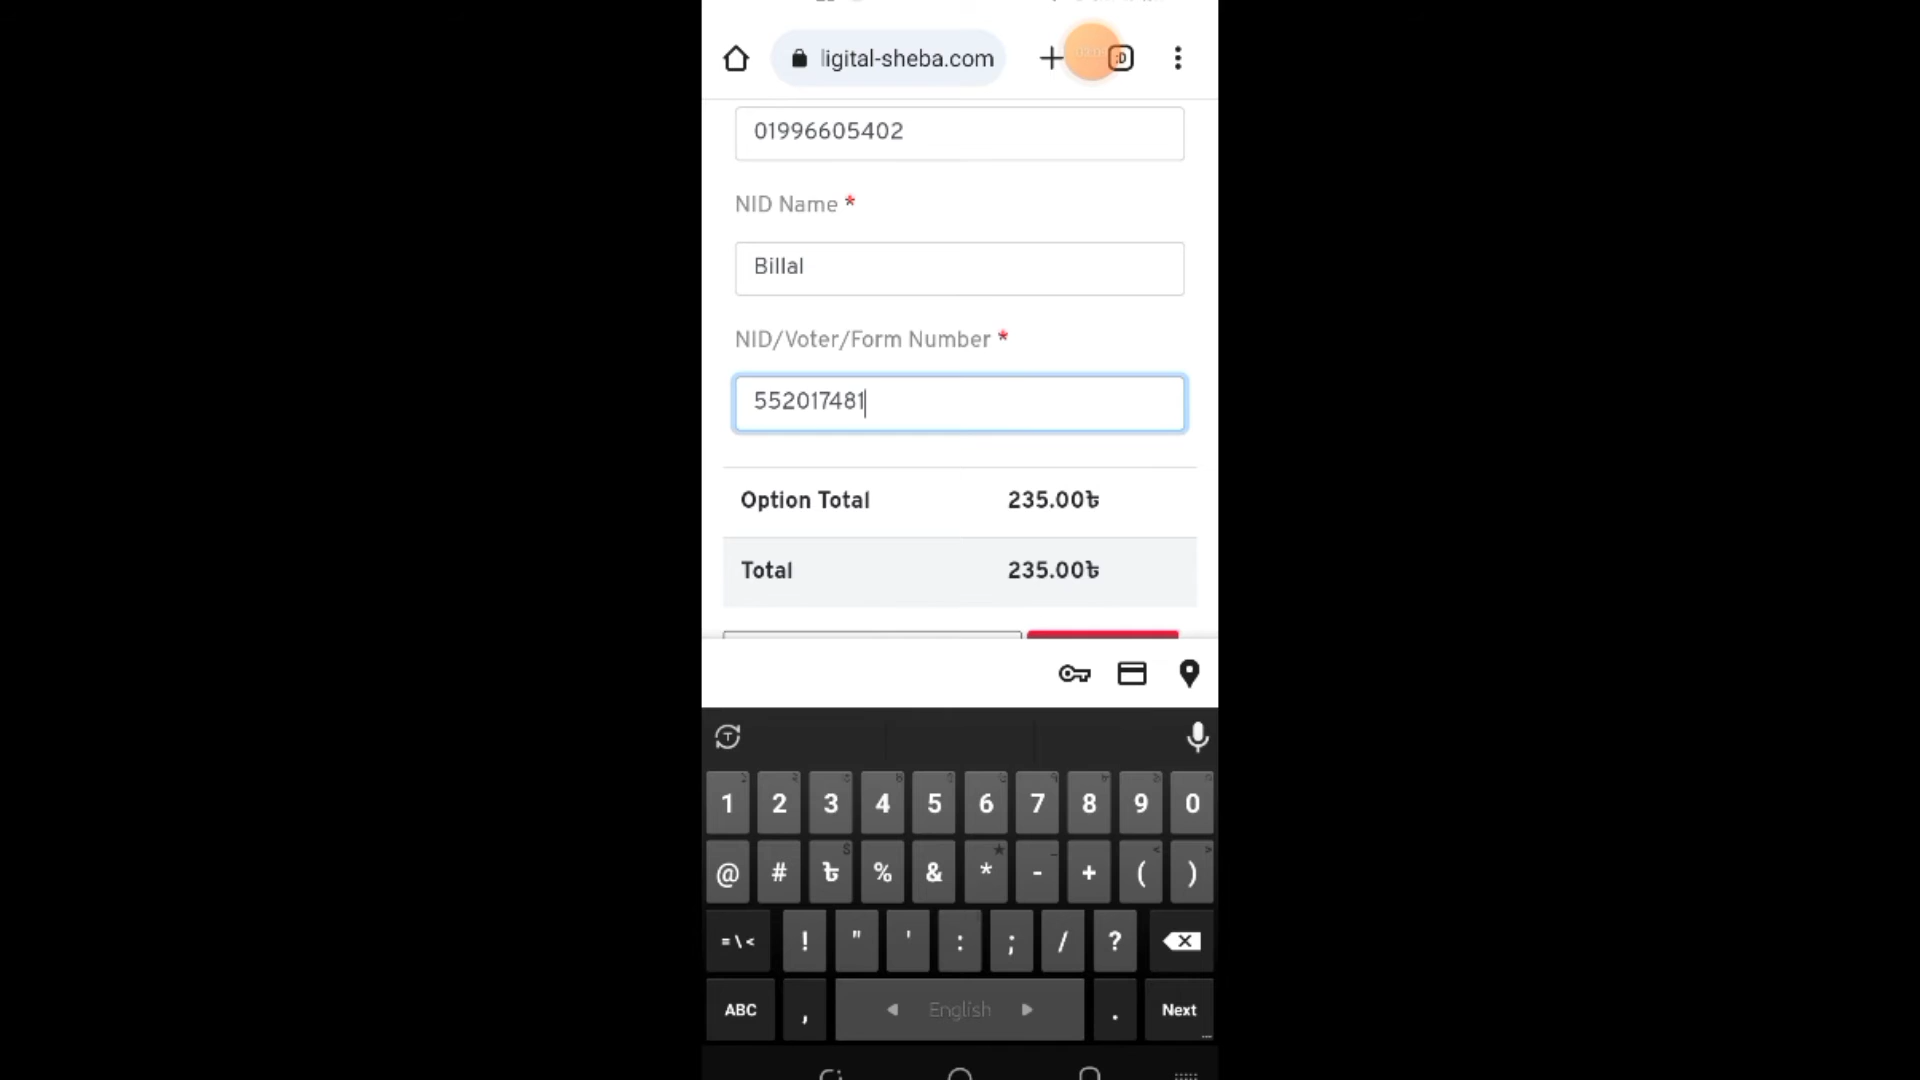 ligital-sheba.com
:D
01996605402
NID Name *
Billal
NID/Voter/Form Number *
552017481
Option Total 235.00৳
Total 235.00৳
1 2 3 4 5 6 7 8 9 0
@ # ৳ % & * - + ( )
= \ < ! " ' : ; / ?
ABC , English . Next